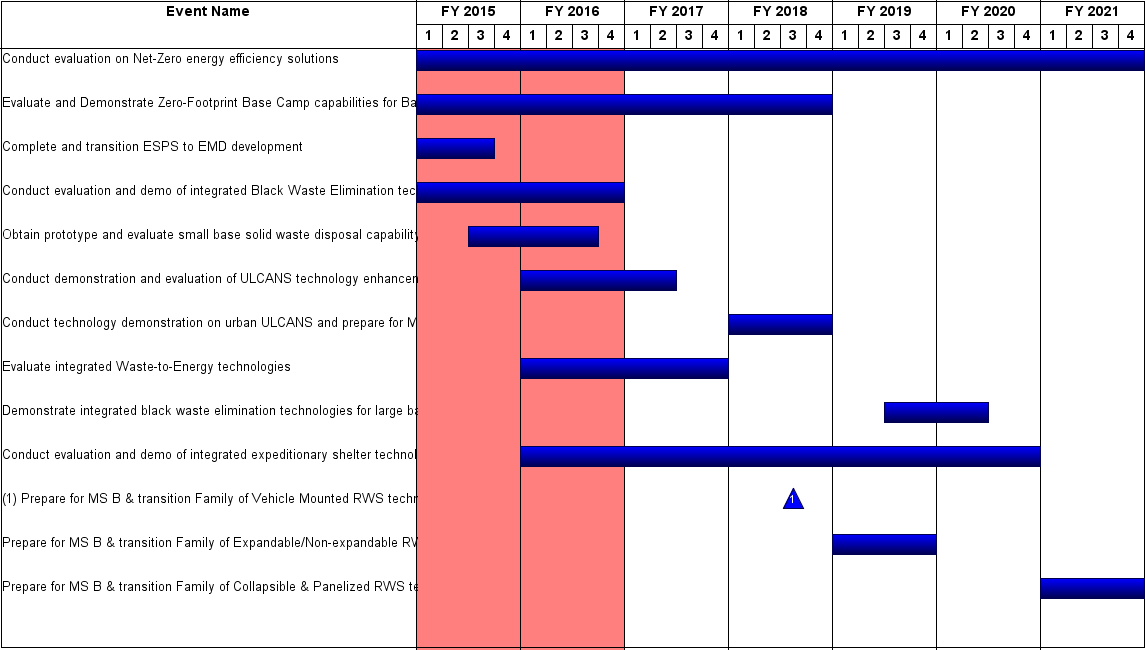 Event Name FY 2015 FY 2016 FY 2017 FY 2018 FY 2019 FY 2020 FY 2021
1 2 3 4 1 2 3 4 1 2 3 4 1 2 3 4 1 2 3 4 1 2 3 4 1 2 3 4
Conduct evaluation on Net-Zero energy efficiency solutions
Evaluate and Demonstrate Zero-Footprint Base Camp capabilities for Ba
Complete and transition ESPS to EMD development
Conduct evaluation and demo of integrated Black Waste Elimination tec
Obtain prototype and evaluate small base solid waste disposal capability
Conduct demonstration and evaluation of ULCANS technology enhancen
Conduct technology demonstration on urban ULCANS and prepare for M
Evaluate integrated Waste-to-Energy technologies
Demonstrate integrated black waste elimination technologies for large ba
Conduct evaluation and demo of integrated expeditionary shelter technol
(1) Prepare for MS B & transition Family of Vehicle Mounted RWS techn
1
Prepare for MS B & transition Family of Expandable/Non-expandable RV
Prepare for MS B & transition Family of Collapsible & Panelized RWS te